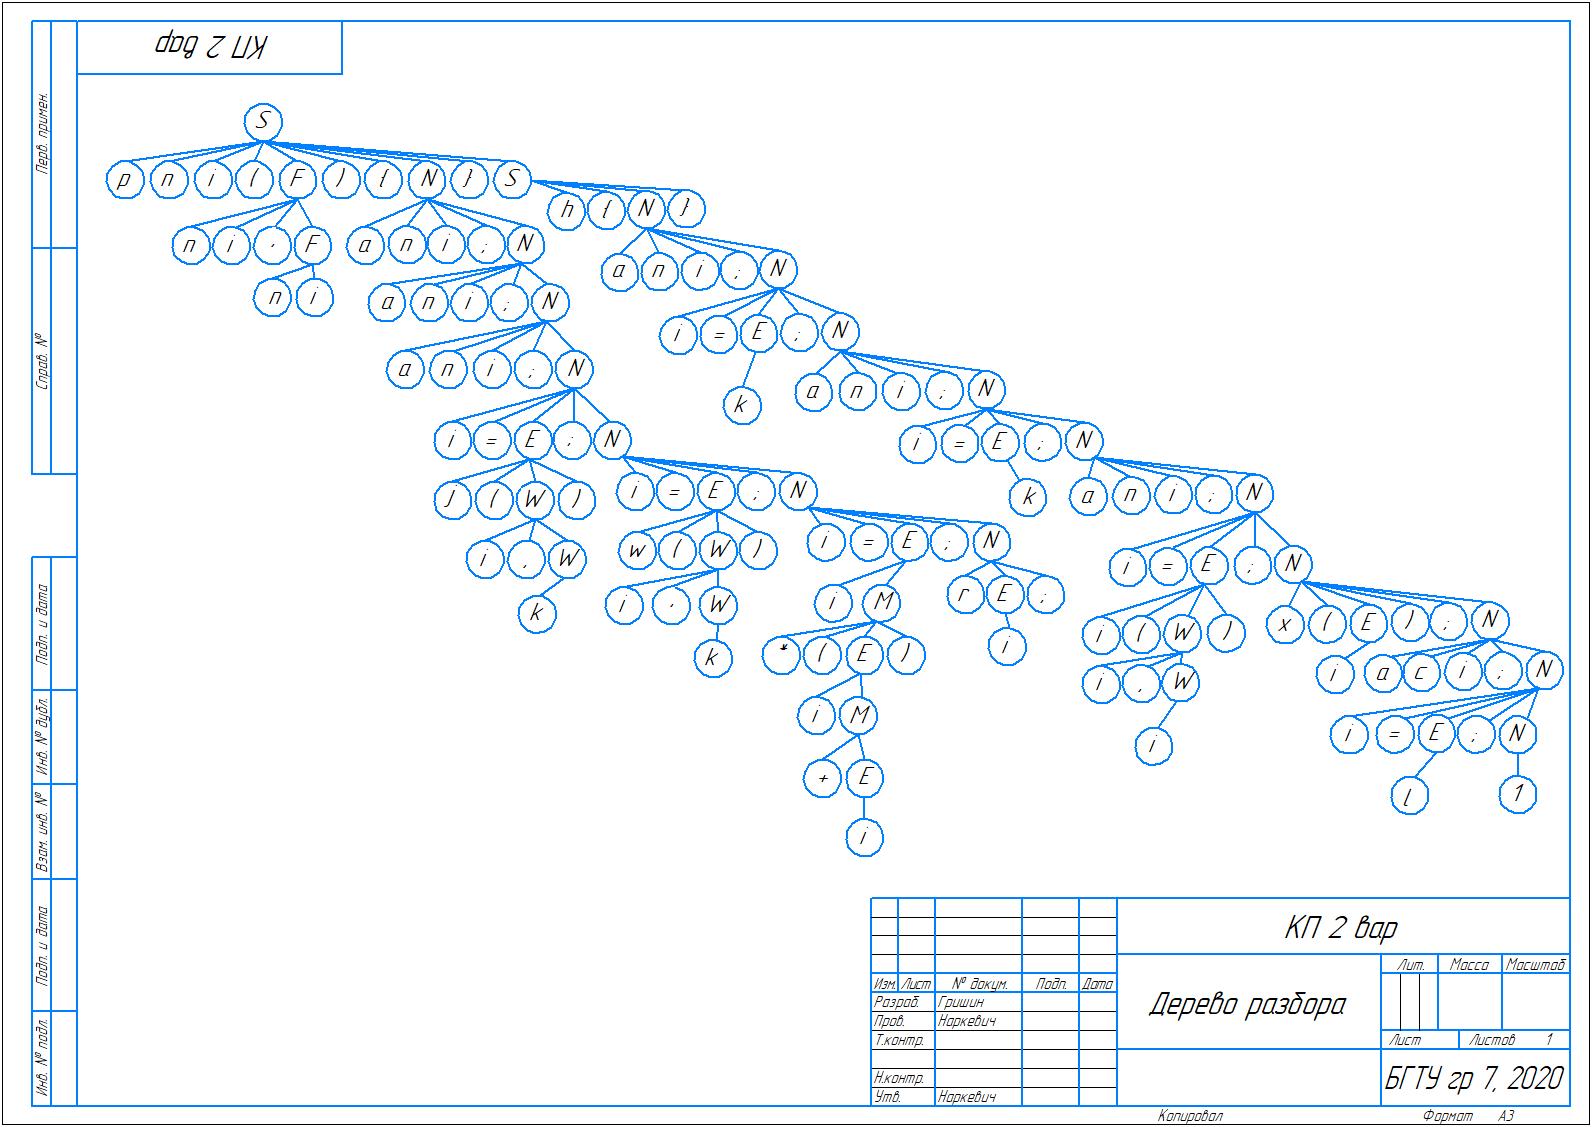 КП 2 вар
S
p n i ( F ) { N } S
h { N }
n i , F a n i ; N
a n i ; N
n i a n i ; N
i = E ; N
a n i ; N
a n i ; N
k
i = E ; N
i = E ; N
J ( W ) i = E ; N
k a n i ; N
i , W w ( W ) i = E ; N
i = E ; N
k i , W i M r E ; i ( W ) x ( E ) ; N
k * ( E ) i i , W i a c i ; N
i M i i = E ; N
+ E l 1
i
Перв. примен.
Справ. №
Подп. и дата
Инв. № дубл.
Взам. инв. №
Подп. и дата
Инв. № подл.
КП 2 вар
Лит. Масса Масштаб
Изм. Лист № докум. Подп. Дата
Разраб. Гришин
Пров. Наркевич
Т.контр.
Дерево разбора
Лист Листов 1
Н.контр.
Утв. Наркевич
БГТУ гр 7, 2020
Копировал Формат А3